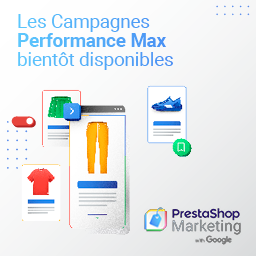 Les Campagnes
Performance Max
bientôt disponibles
PrestaShop
Marketing
with Google